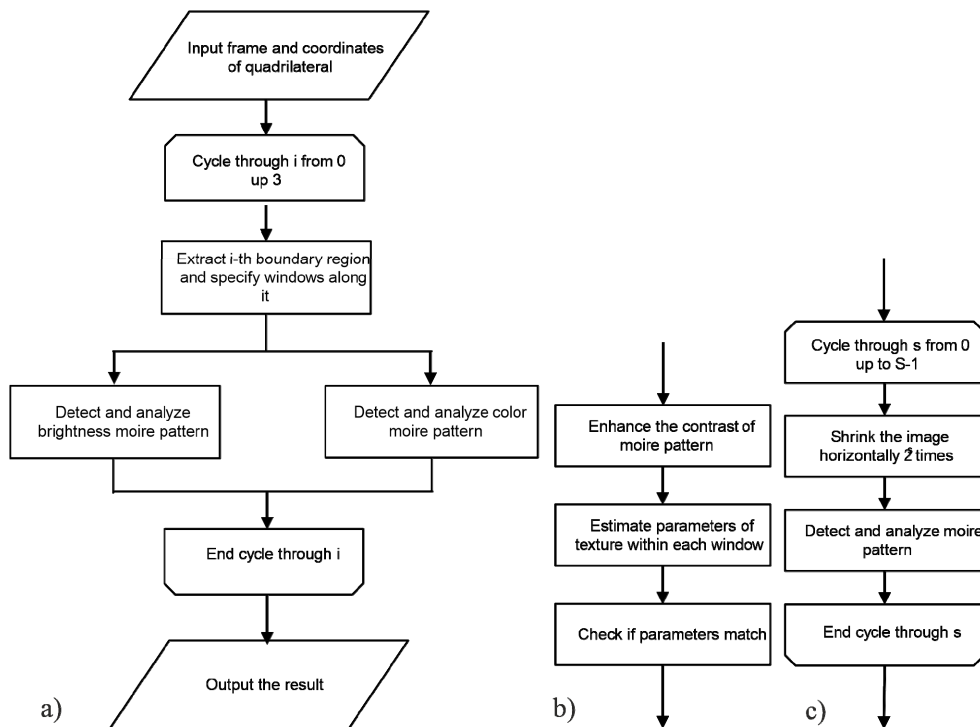 Input frame and coordinates
of quadrilateral
Cycle through i from 0
up 3
Extract i-th boundary region
and specify windows along
it
Detect and analyze
brightness moire pattern
Detect and analyze color
moire pattern
End cycle through i
Output the result
a)
Enhance the contrast of
moire pattern
Estimate parameters of
texture within each window
Check if parameters match
b)
Cycle through s from 0
up to S-1
Shrink the image
horizontally 2ˢ times
Detect and analyze moire
pattern
End cycle through s
c)